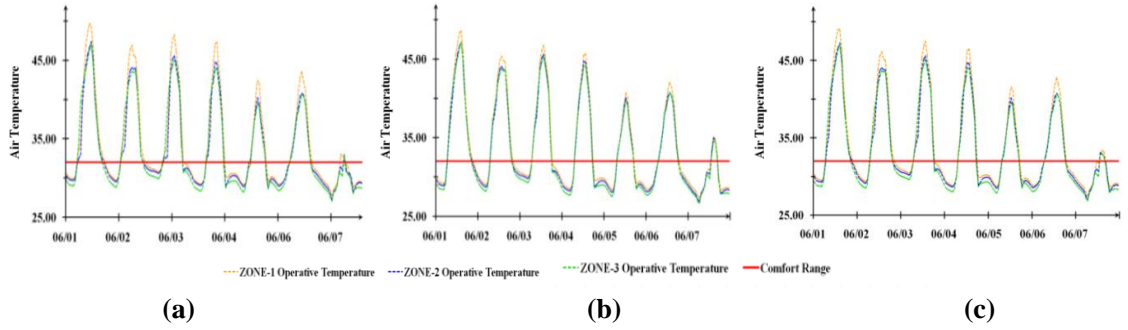 Air Temperature
45.00
35.00
25.00
06/01 06/02 06/03 06/04 06/06 06/07
Air Temperature
45.00
35.00
25.00
06/01 06/02 06/03 06/04 06/05 06/06 06/07
Air Temperature
45.00
35.00
25.00
06/01 06/02 06/03 06/04 06/05 06/06 06/07
ZONE-1 Operative Temperature ZONE-2 Operative Temperature ZONE-3 Operative Temperature Comfort Range
(a) (b) (c)